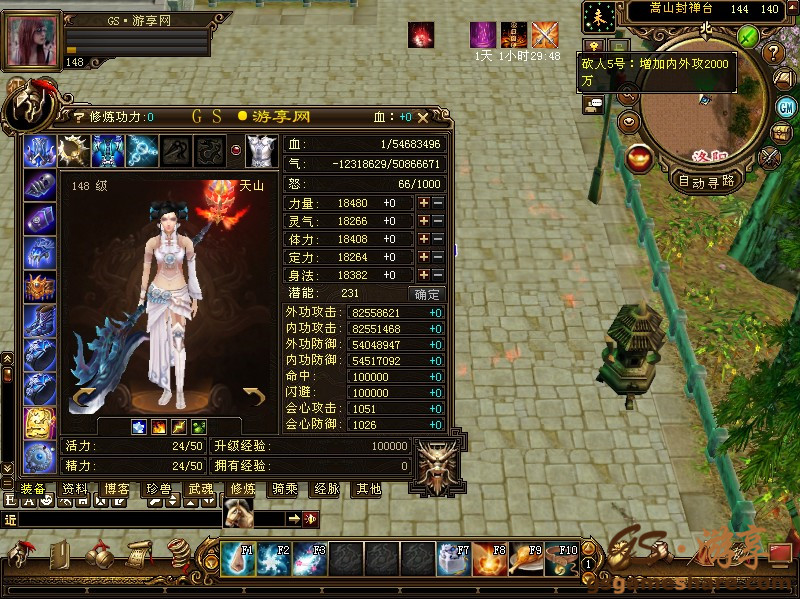 GS·游享网
148
1天 1小时29:48
未
嵩山封禅台 144 140
北
砍人5号：增加内外攻2000
万
GM
洛阳
自动寻路
? 修炼功力:0 GS ●游享网 血: +0
148 级 天山
血: 1/54683496
气: -12318629/50866671
怒: 66/1000
力量: 18480 +0
灵气: 18266 +0
体力: 18408 +0
定力: 18264 +0
身法: 18382 +0
潜能: 231 确定
外功攻击: 82558621 +0
内功攻击: 82551468 +0
外功防御: 54048947 +0
内功防御: 54517092 +0
命中: 100000 +0
闪避: 100000 +0
会心攻击: 1051 +0
会心防御: 1026 +0
活力: 24/50 升级经验: 100000
精力: 24/50 拥有经验: 0
装备 资料 博客 珍兽 武魂 修炼 骑乘 经脉 其他
近
F1 F2 F3 F7 F8 F9 F10
1
GS·游享